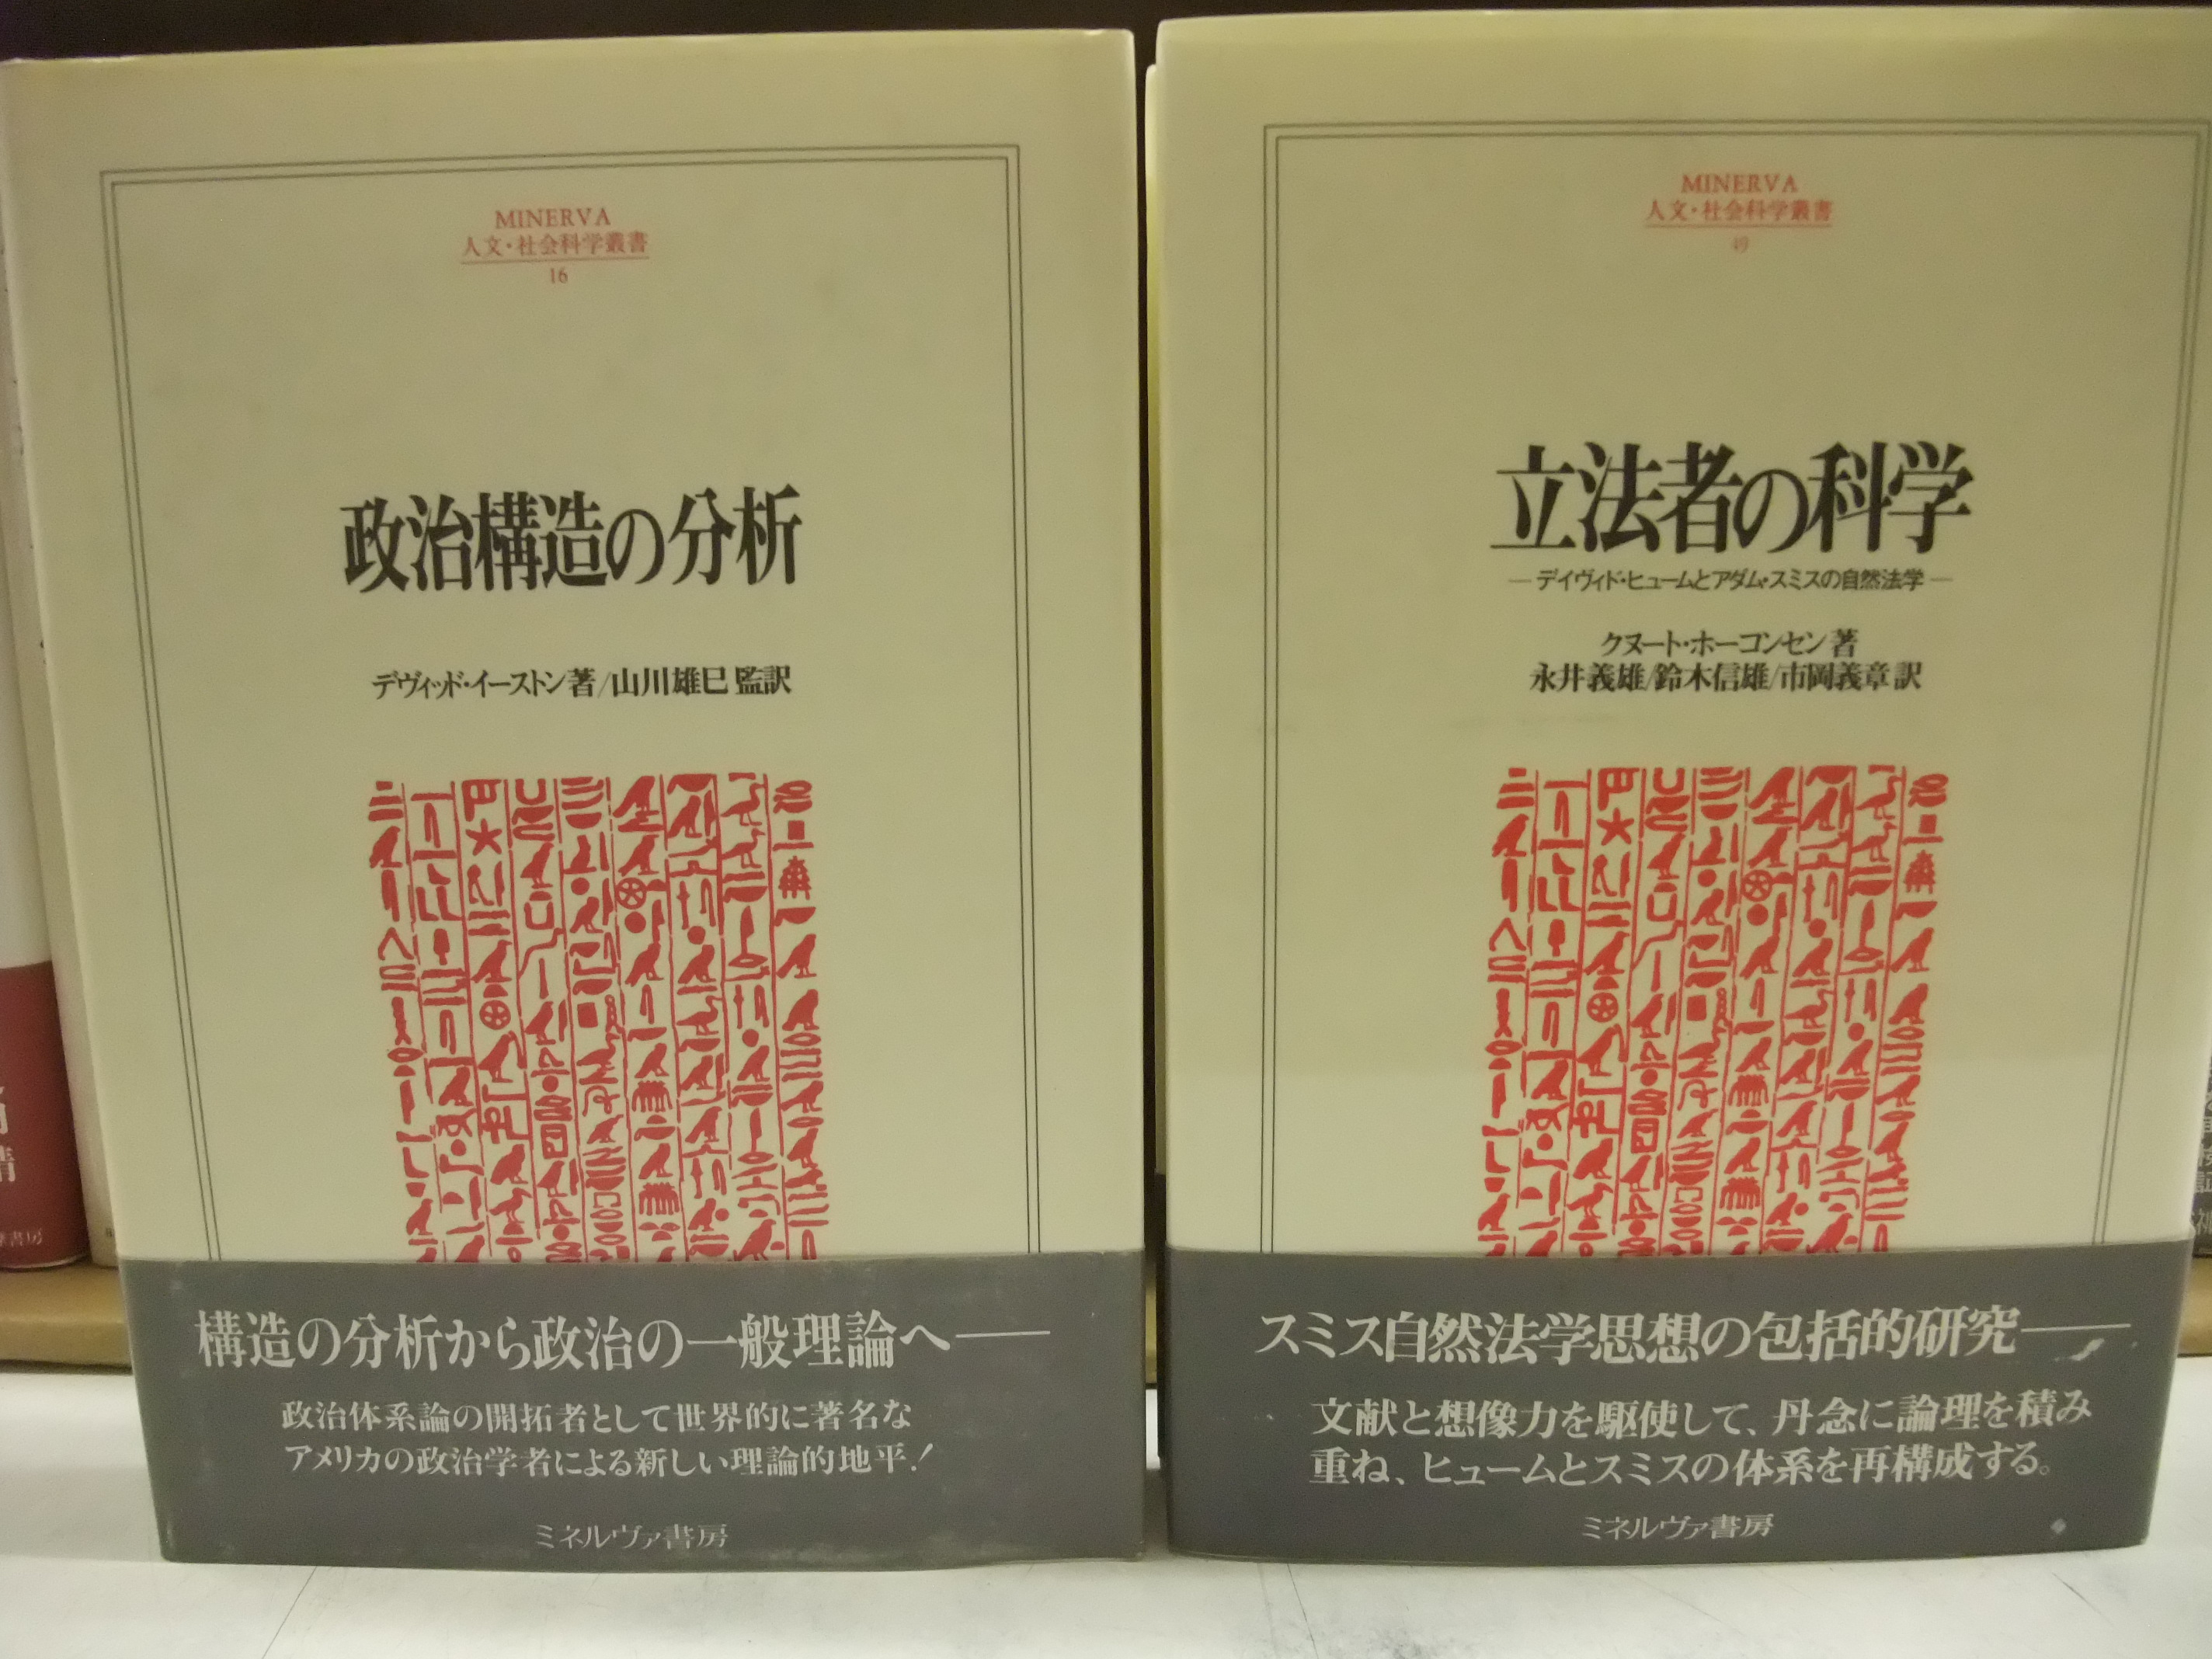 MINERVA
人文・社会科学叢書
16
政治構造の分析
デヴィッド・イーストン著/山川雄巳 監訳
構造の分析から政治の一般理論へ――
政治体系論の開拓者として世界的に著名な
アメリカの政治学者による新しい理論的地平!
ミネルヴァ書房
MINERVA
人文・社会科学叢書
49
立法者の科学
―デイヴィド・ヒュームとアダム・スミスの自然法学―
クヌート・ホーコンセン 著
永井義雄/鈴木信雄/市岡義章 訳
スミス自然法学思想の包括的研究――
文献と想像力を駆使して、丹念に論理を積み
重ね、ヒュームとスミスの体系を再構成する。
ミネルヴァ書房